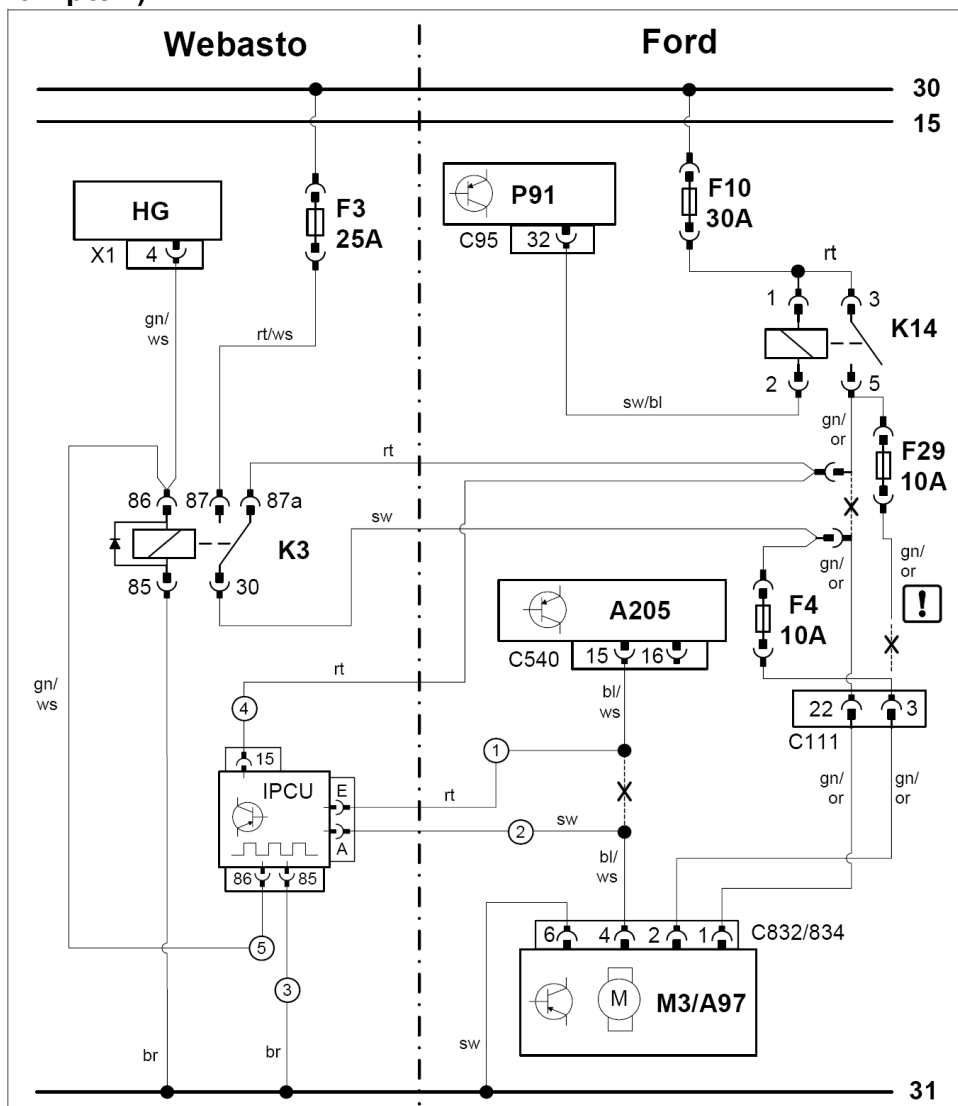 Webasto Ford
30
15
HG
X1 4
F3
25A
P91
C95 32
F10
30A
rt
1 3
K14
2 5
gn/
ws
rt/ws
sw/bl
gn/
or
F29
10A
rt
86 87 87a
sw
K3
85 30
gn/
or
gn/
or
!
A205
C540 15 16
F4
10A
gn/
ws
rt
4
bl/
ws
22 3
C111
15
IPCU E
A
1
rt
2 sw
gn/
or
gn/
or
86 85
bl/
ws
5
3
6 4 2 1 C832/834
M M3/A97
br br sw
31